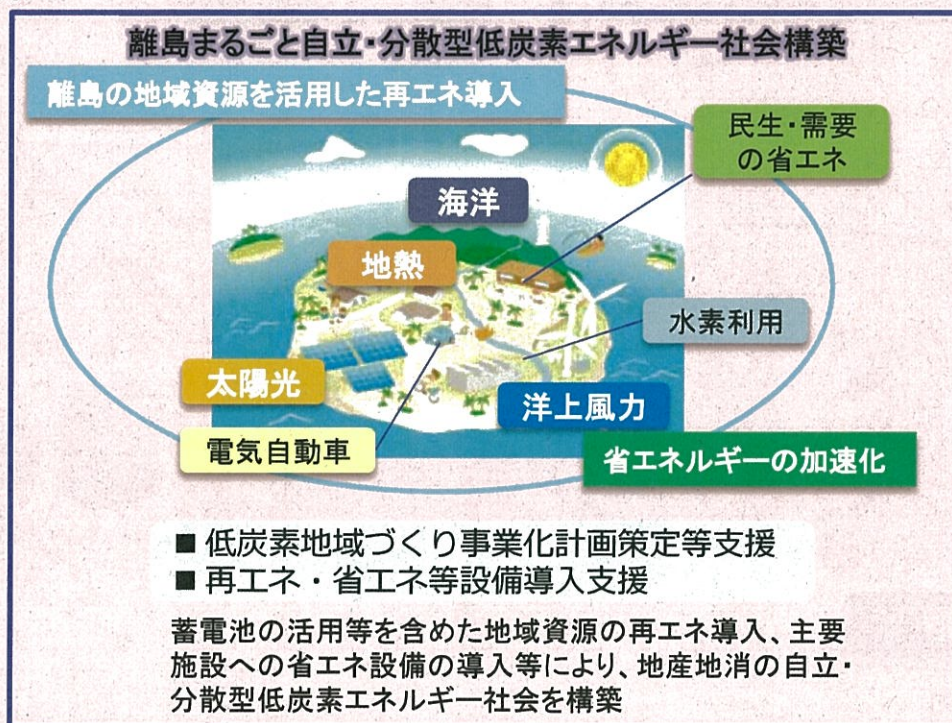 離島まるごと自立・分散型低炭素エネルギー社会構築
離島の地域資源を活用した再エネ導入
民生・需要
の省エネ
海洋
地熱
水素利用
太陽光
洋上風力
電気自動車
省エネルギーの加速化
■ 低炭素地域づくり事業化計画策定等支援
■ 再エネ・省エネ等設備導入支援
蓄電池の活用等を含めた地域資源の再エネ導入、主要
施設への省エネ設備の導入等により、地産地消の自立・
分散型低炭素エネルギー社会を構築